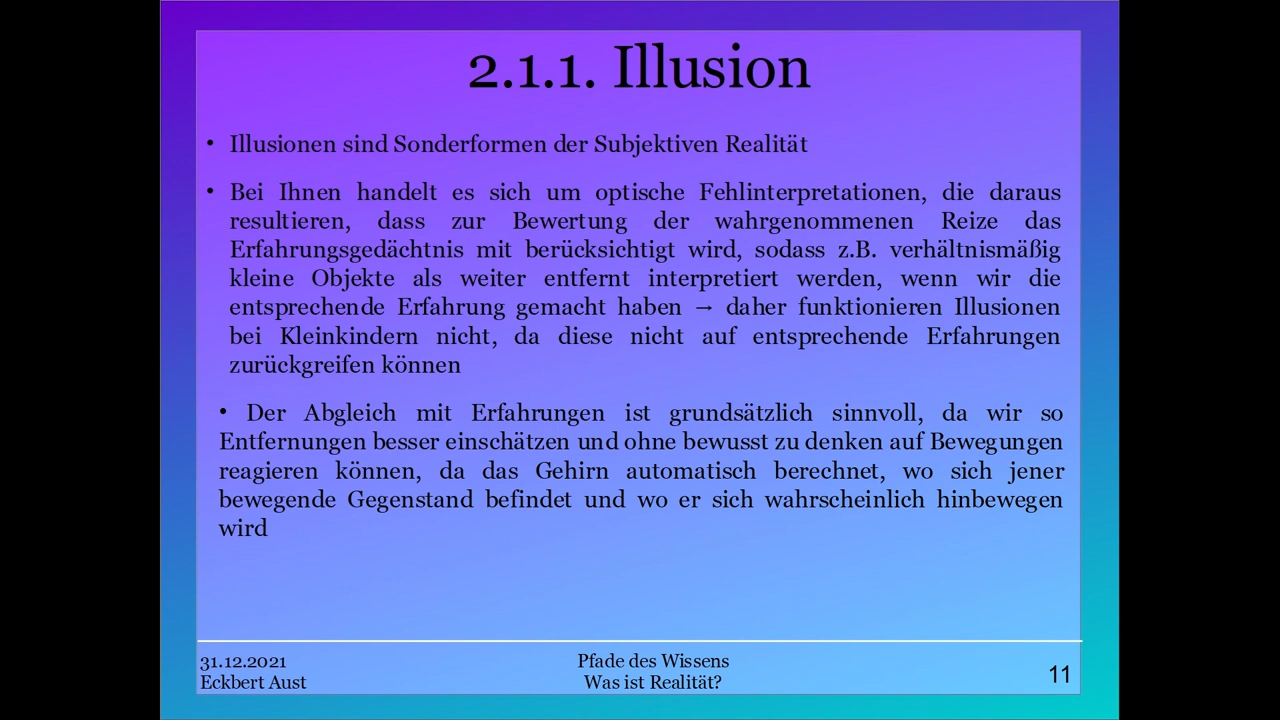 2.1.1. Illusion
• Illusionen sind Sonderformen der Subjektiven Realität
• Bei Ihnen handelt es sich um optische Fehlinterpretationen, die daraus
resultieren, dass zur Bewertung der wahrgenommenen Reize das
Erfahrungsgedächtnis mit berücksichtigt wird, sodass z.B. verhältnismäßig
kleine Objekte als weiter entfernt interpretiert werden, wenn wir die
entsprechende Erfahrung gemacht haben → daher funktionieren Illusionen
bei Kleinkindern nicht, da diese nicht auf entsprechende Erfahrungen
zurückgreifen können
• Der Abgleich mit Erfahrungen ist grundsätzlich sinnvoll, da wir so
Entfernungen besser einschätzen und ohne bewusst zu denken auf Bewegungen
reagieren können, da das Gehirn automatisch berechnet, wo sich jener
bewegende Gegenstand befindet und wo er sich wahrscheinlich hinbewegen
wird
31.12.2021
Eckbert Aust
Pfade des Wissens
Was ist Realität?
11